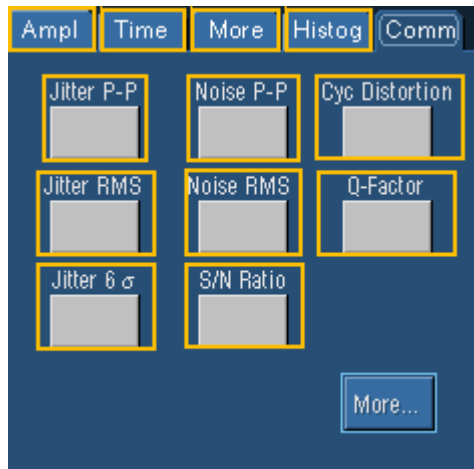 Ampl Time More Histog Comm
Jitter P-P Noise P-P Cyc Distortion
Jitter RMS Noise RMS Q-Factor
Jitter 6 σ S/N Ratio
More...